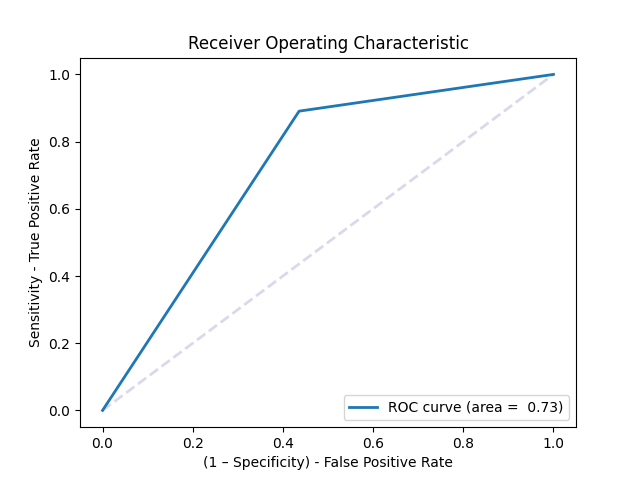 Receiver Operating Characteristic
1.0
0.8
0.6
0.4
0.2
0.0
Sensitivity - True Positive Rate
ROC curve (area =  0.73)
0.0 0.2 0.4 0.6 0.8 1.0
(1 – Specificity) - False Positive Rate